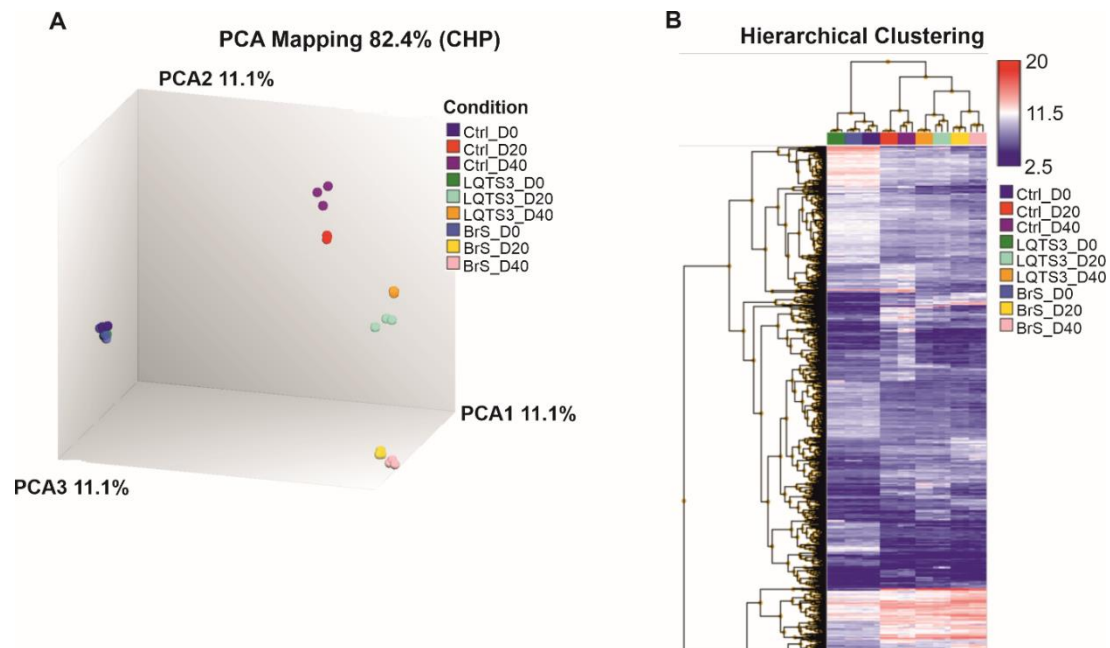 A
PCA Mapping 82.4% (CHP)
PCA2 11.1%
Condition
Ctrl_D0
Ctrl_D20
Ctrl_D40
LQTS3_D0
LQTS3_D20
LQTS3_D40
BrS_D0
BrS_D20
BrS_D40
PCA1 11.1%
PCA3 11.1%
B
Hierarchical Clustering
20
11.5
2.5
Ctrl_D0
Ctrl_D20
Ctrl_D40
LQTS3_D0
LQTS3_D20
LQTS3_D40
BrS_D0
BrS_D20
BrS_D40